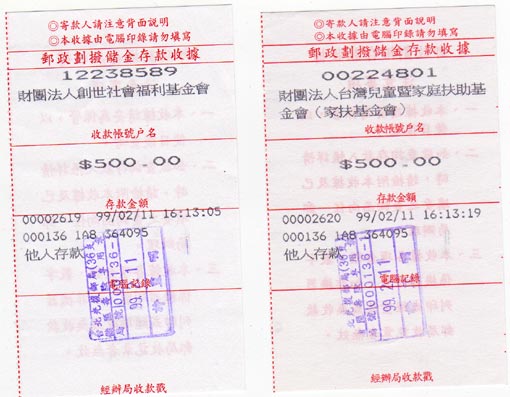 ◎寄款人請注意背面說明
◎本收據由電腦印錄請勿填寫
郵政劃撥儲金存款收據
12238589
財團法人創世社會福利基金會
收款帳號戶名
$500-00
存款金額
00002619 99/02/11 16:13:05
000136 1A8 364095
他人存款
電腦記錄
99. 2. 11
經辦局收款戳
◎寄款人請注意背面說明
◎本收據由電腦印錄請勿填寫
郵政劃撥儲金存款收據
00224801
財團法人台灣兒童暨家庭扶助基
金會(家扶基金會)
收款帳號戶名
$500-00
存款金額
00002620 99/02/11 16:13:19
000136 1A8 364095
他人存款
電腦記錄
99. 2. 11
經辦局收款戳